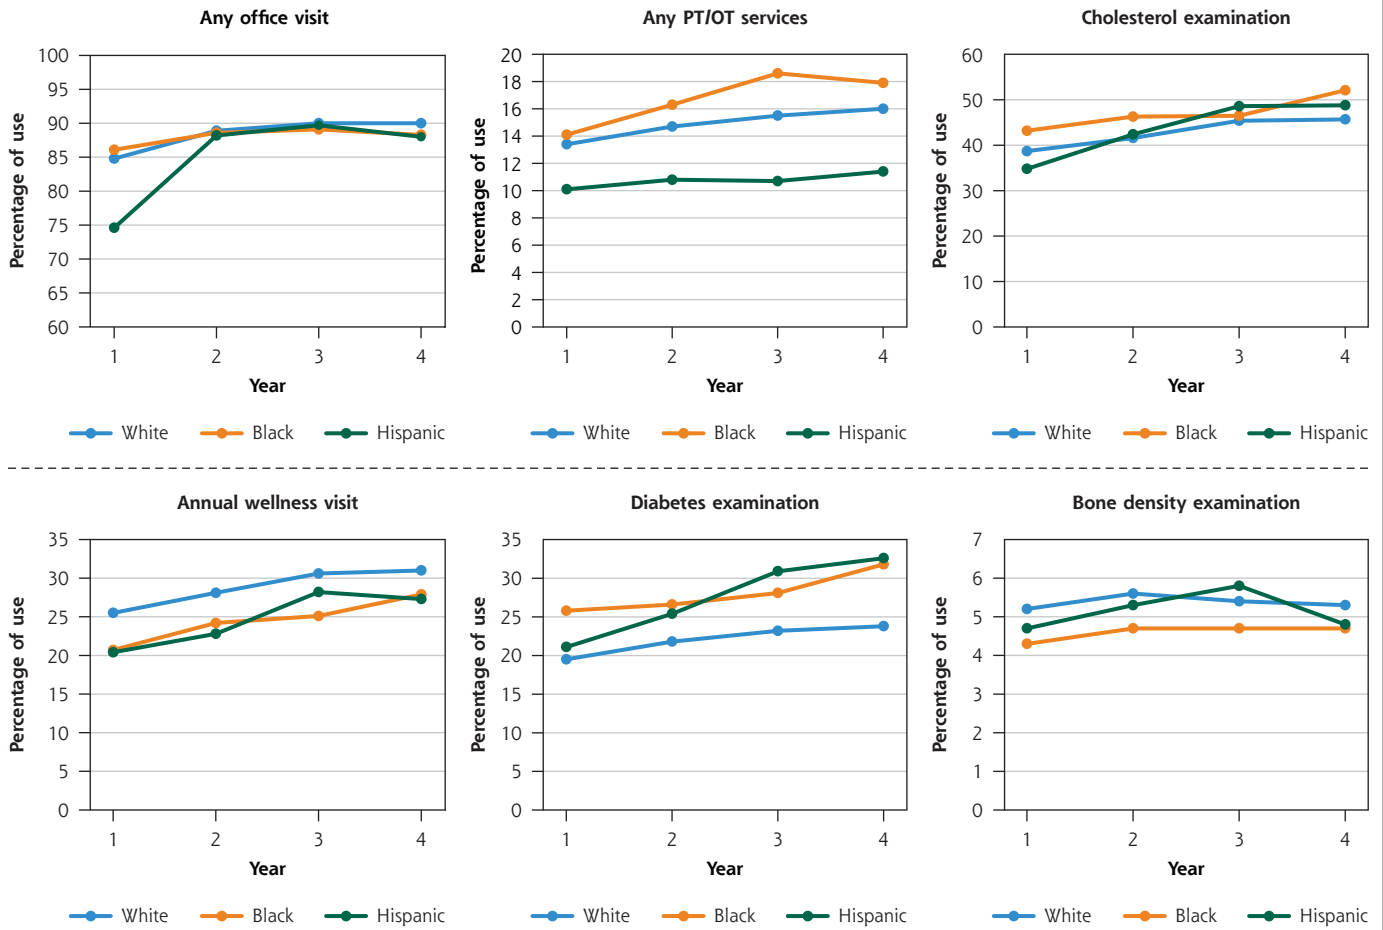 Any office visit
Percentage of use
100
95
90
85
80
75
70
65
60
1 2 3 4
Year
White Black Hispanic
Any PT/OT services
Percentage of use
20
18
16
14
12
10
8
6
4
2
0
1 2 3 4
Year
White Black Hispanic
Cholesterol examination
Percentage of use
60
50
40
30
20
10
0
1 2 3 4
Year
White Black Hispanic
Annual wellness visit
Percentage of use
35
30
25
20
15
10
5
0
1 2 3 4
Year
White Black Hispanic
Diabetes examination
Percentage of use
35
30
25
20
15
10
5
0
1 2 3 4
Year
White Black Hispanic
Bone density examination
Percentage of use
7
6
5
4
3
2
1
0
1 2 3 4
Year
White Black Hispanic